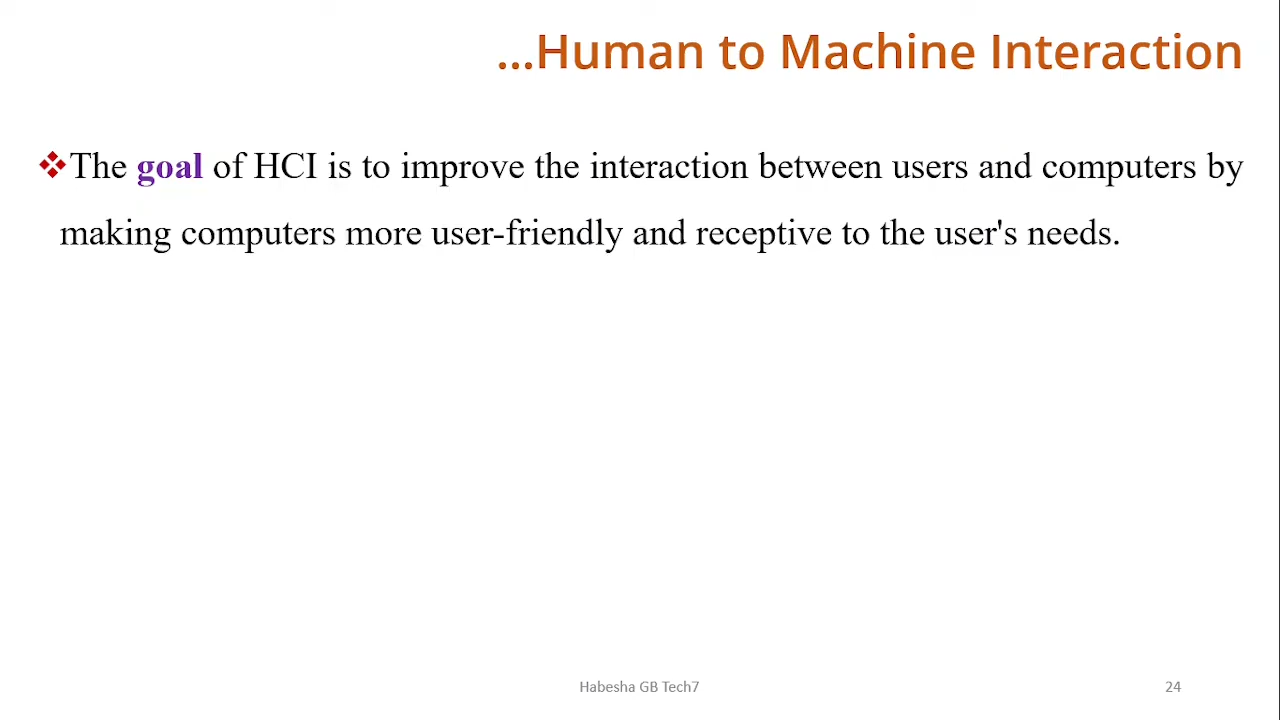 ...Human to Machine Interaction
❖The goal of HCI is to improve the interaction between users and computers by
making computers more user-friendly and receptive to the user's needs.
Habesha GB Tech7
24